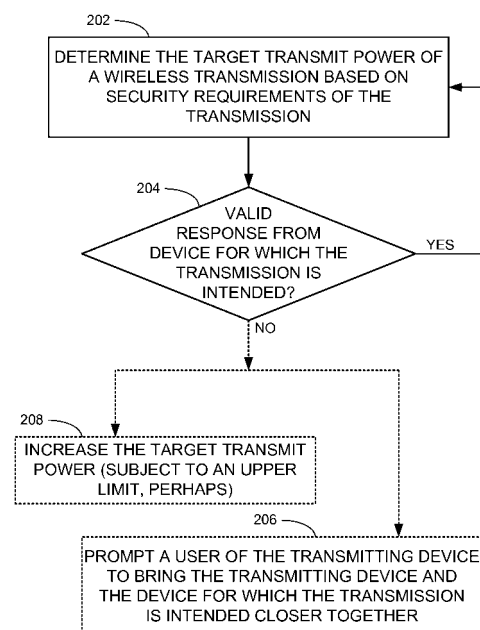 202
DETERMINE THE TARGET TRANSMIT POWER OF
A WIRELESS TRANSMISSION BASED ON
SECURITY REQUIREMENTS OF THE
TRANSMISSION
204
VALID
RESPONSE FROM
DEVICE FOR WHICH THE
TRANSMISSION IS
INTENDED?
YES
NO
208
INCREASE THE TARGET TRANSMIT
POWER (SUBJECT TO AN UPPER
LIMIT, PERHAPS)
206
PROMPT A USER OF THE TRANSMITTING DEVICE
TO BRING THE TRANSMITTING DEVICE AND
THE DEVICE FOR WHICH THE TRANSMISSION
IS INTENDED CLOSER TOGETHER